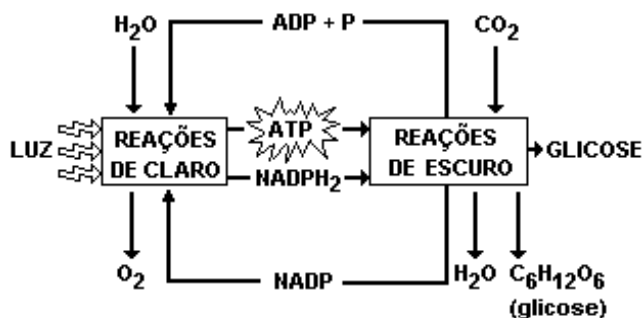 H2O
ADP + P
CO2
LUZ
REAÇÕES
DE CLARO
ATP
NADPH2
REAÇÕES
DE ESCURO
GLICOSE
O2
NADP
H2O
C6H12O6
(glicose)